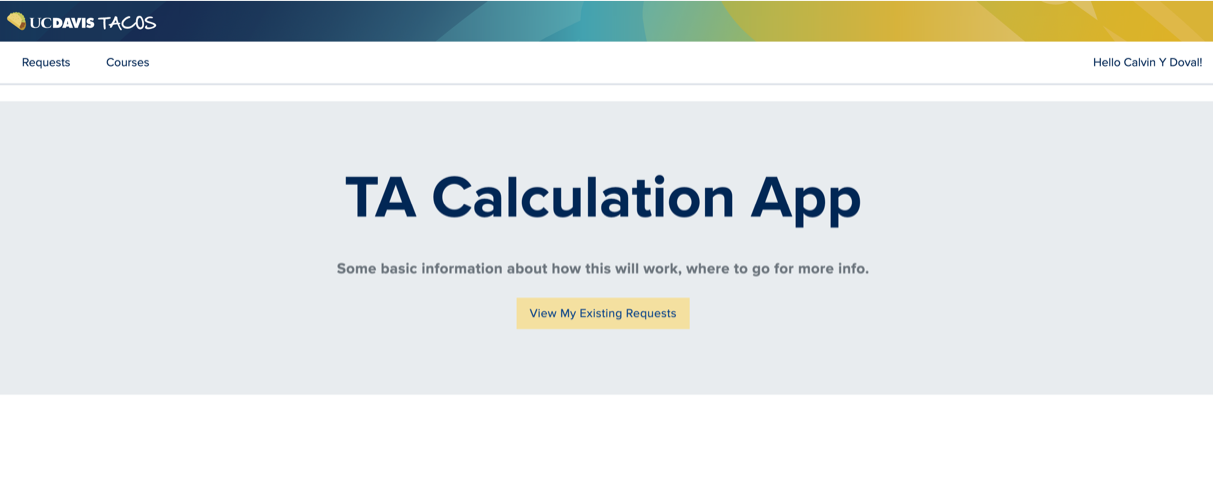 UCDAVIS TACOS
Requests Courses Hello Calvin Y Doval!
TA Calculation App
Some basic information about how this will work, where to go for more info.
View My Existing Requests